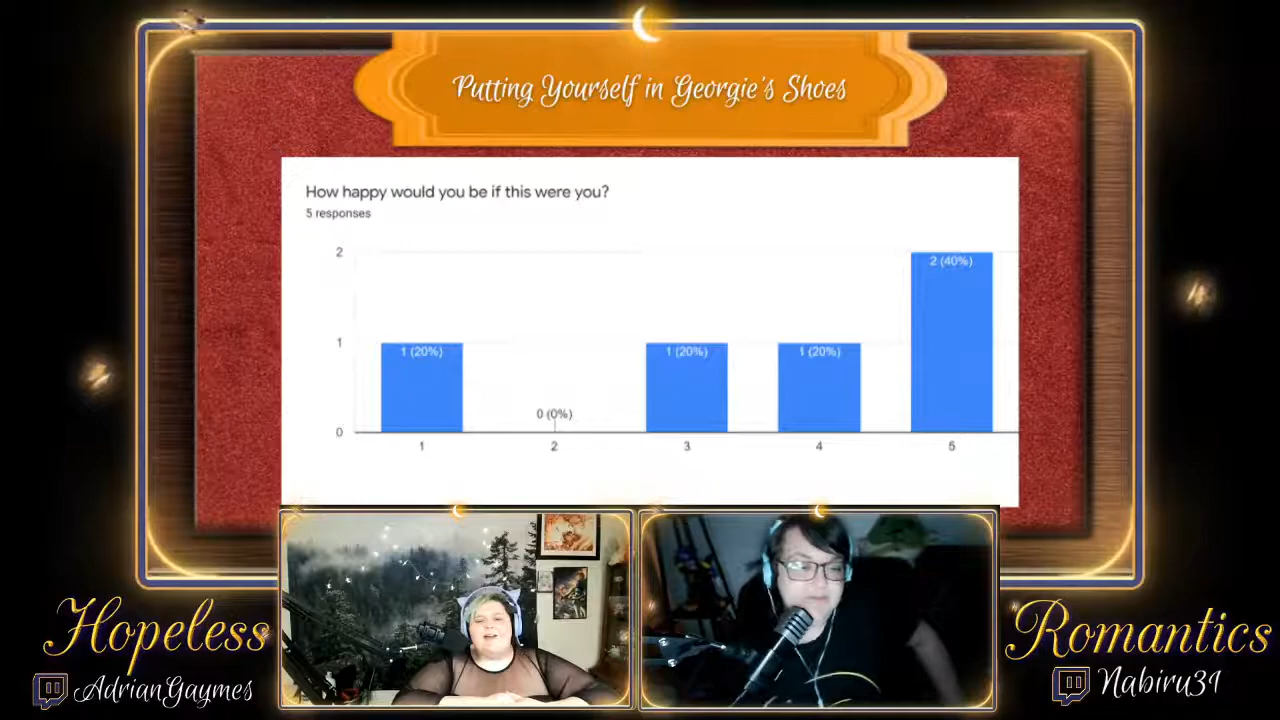 Putting Yourself in Georgie's Shoes
How happy would you be if this were you?
5 responses
2
1
0
1 (20%)
0 (0%)
1 (20%)
1 (20%)
2 (40%)
1
2
3
4
5
Hopeless
AdrianGaymes
Romantics
Nabiru31